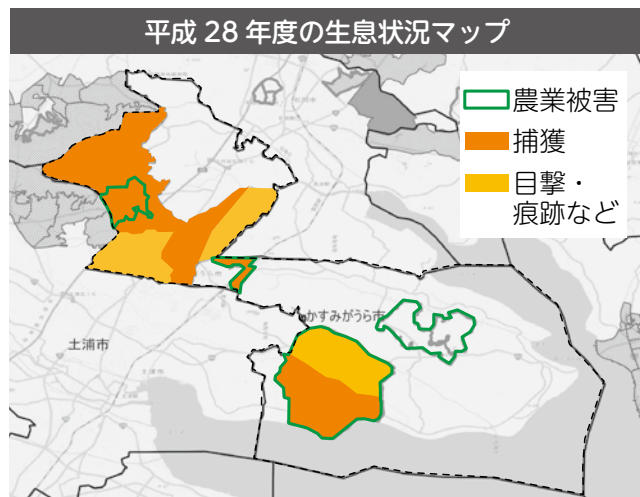 平成 28 年度の生息状況マップ
農業被害
捕獲
目撃・
痕跡など
かすみがうら市
土浦市